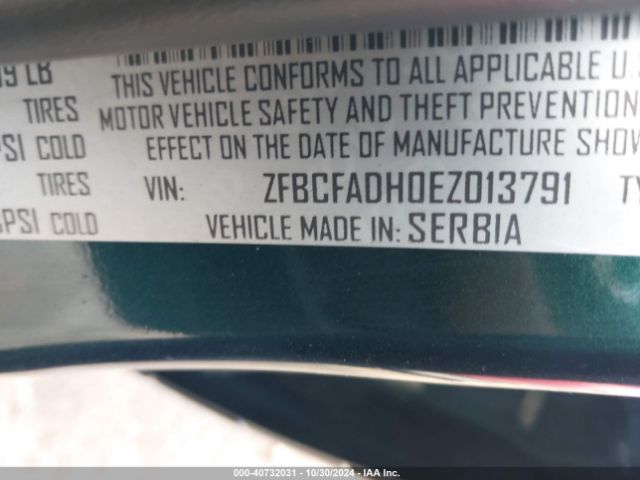 LB
THIS VEHICLE CONFORMS TO ALL APPLICABLE U.S
TIRES MOTOR VEHICLE SAFETY AND THEFT PREVENTION
PSI COLD EFFECT ON THE DATE OF MANUFACTURE SHOW
TIRES VIN: ZFBCFADH0EZ013791 TY
PSI COLD VEHICLE MADE IN: SERBIA
000-40732031 - 10/30/2024 - IAA Inc.